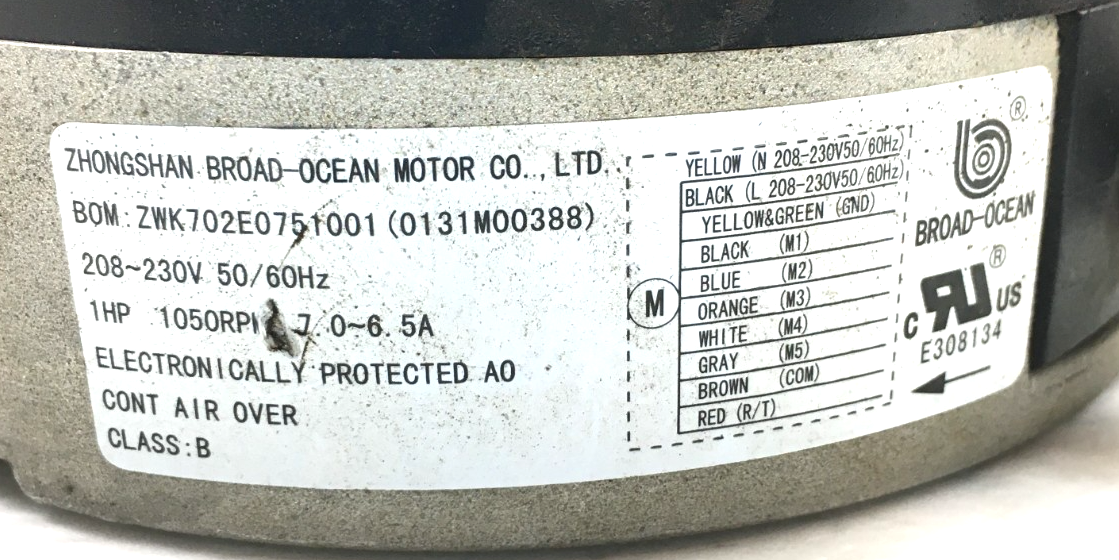 ZHONGSHAN BROAD-OCEAN MOTOR CO., LTD.
BOM: ZWK702E0751001 (0131M00388)
208~230V 50/60Hz
1HP 1050RPM 7.0~6.5A
ELECTRONICALLY PROTECTED AO
CONT AIR OVER
CLASS:B
M
YELLOW (N 208-230V50/60Hz)
BLACK (L 208-230V50/60Hz)
YELLOW&GREEN (GND)
BLACK (M1)
BLUE (M2)
ORANGE (M3)
WHITE (M4)
GRAY (M5)
BROWN (COM)
RED (R/T)
®
BROAD-OCEAN
®
C RU US
E308134